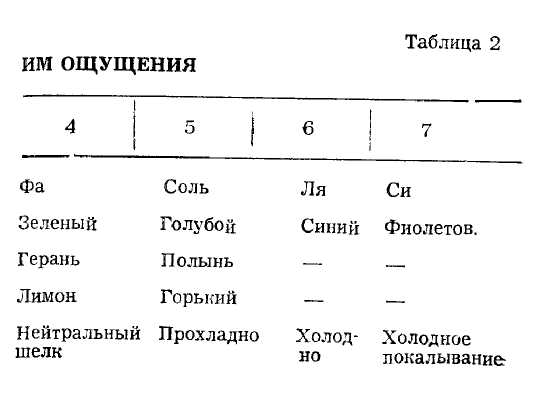 Таблица 2
ИМ ОЩУЩЕНИЯ
4 5 6 7
Фа Соль Ля Си
Зеленый Голубой Синий Фиолетов.
Герань Полынь — —
Лимон Горький — —
Нейтральный Прохладно Холод- Холодное
шелк но покалывание